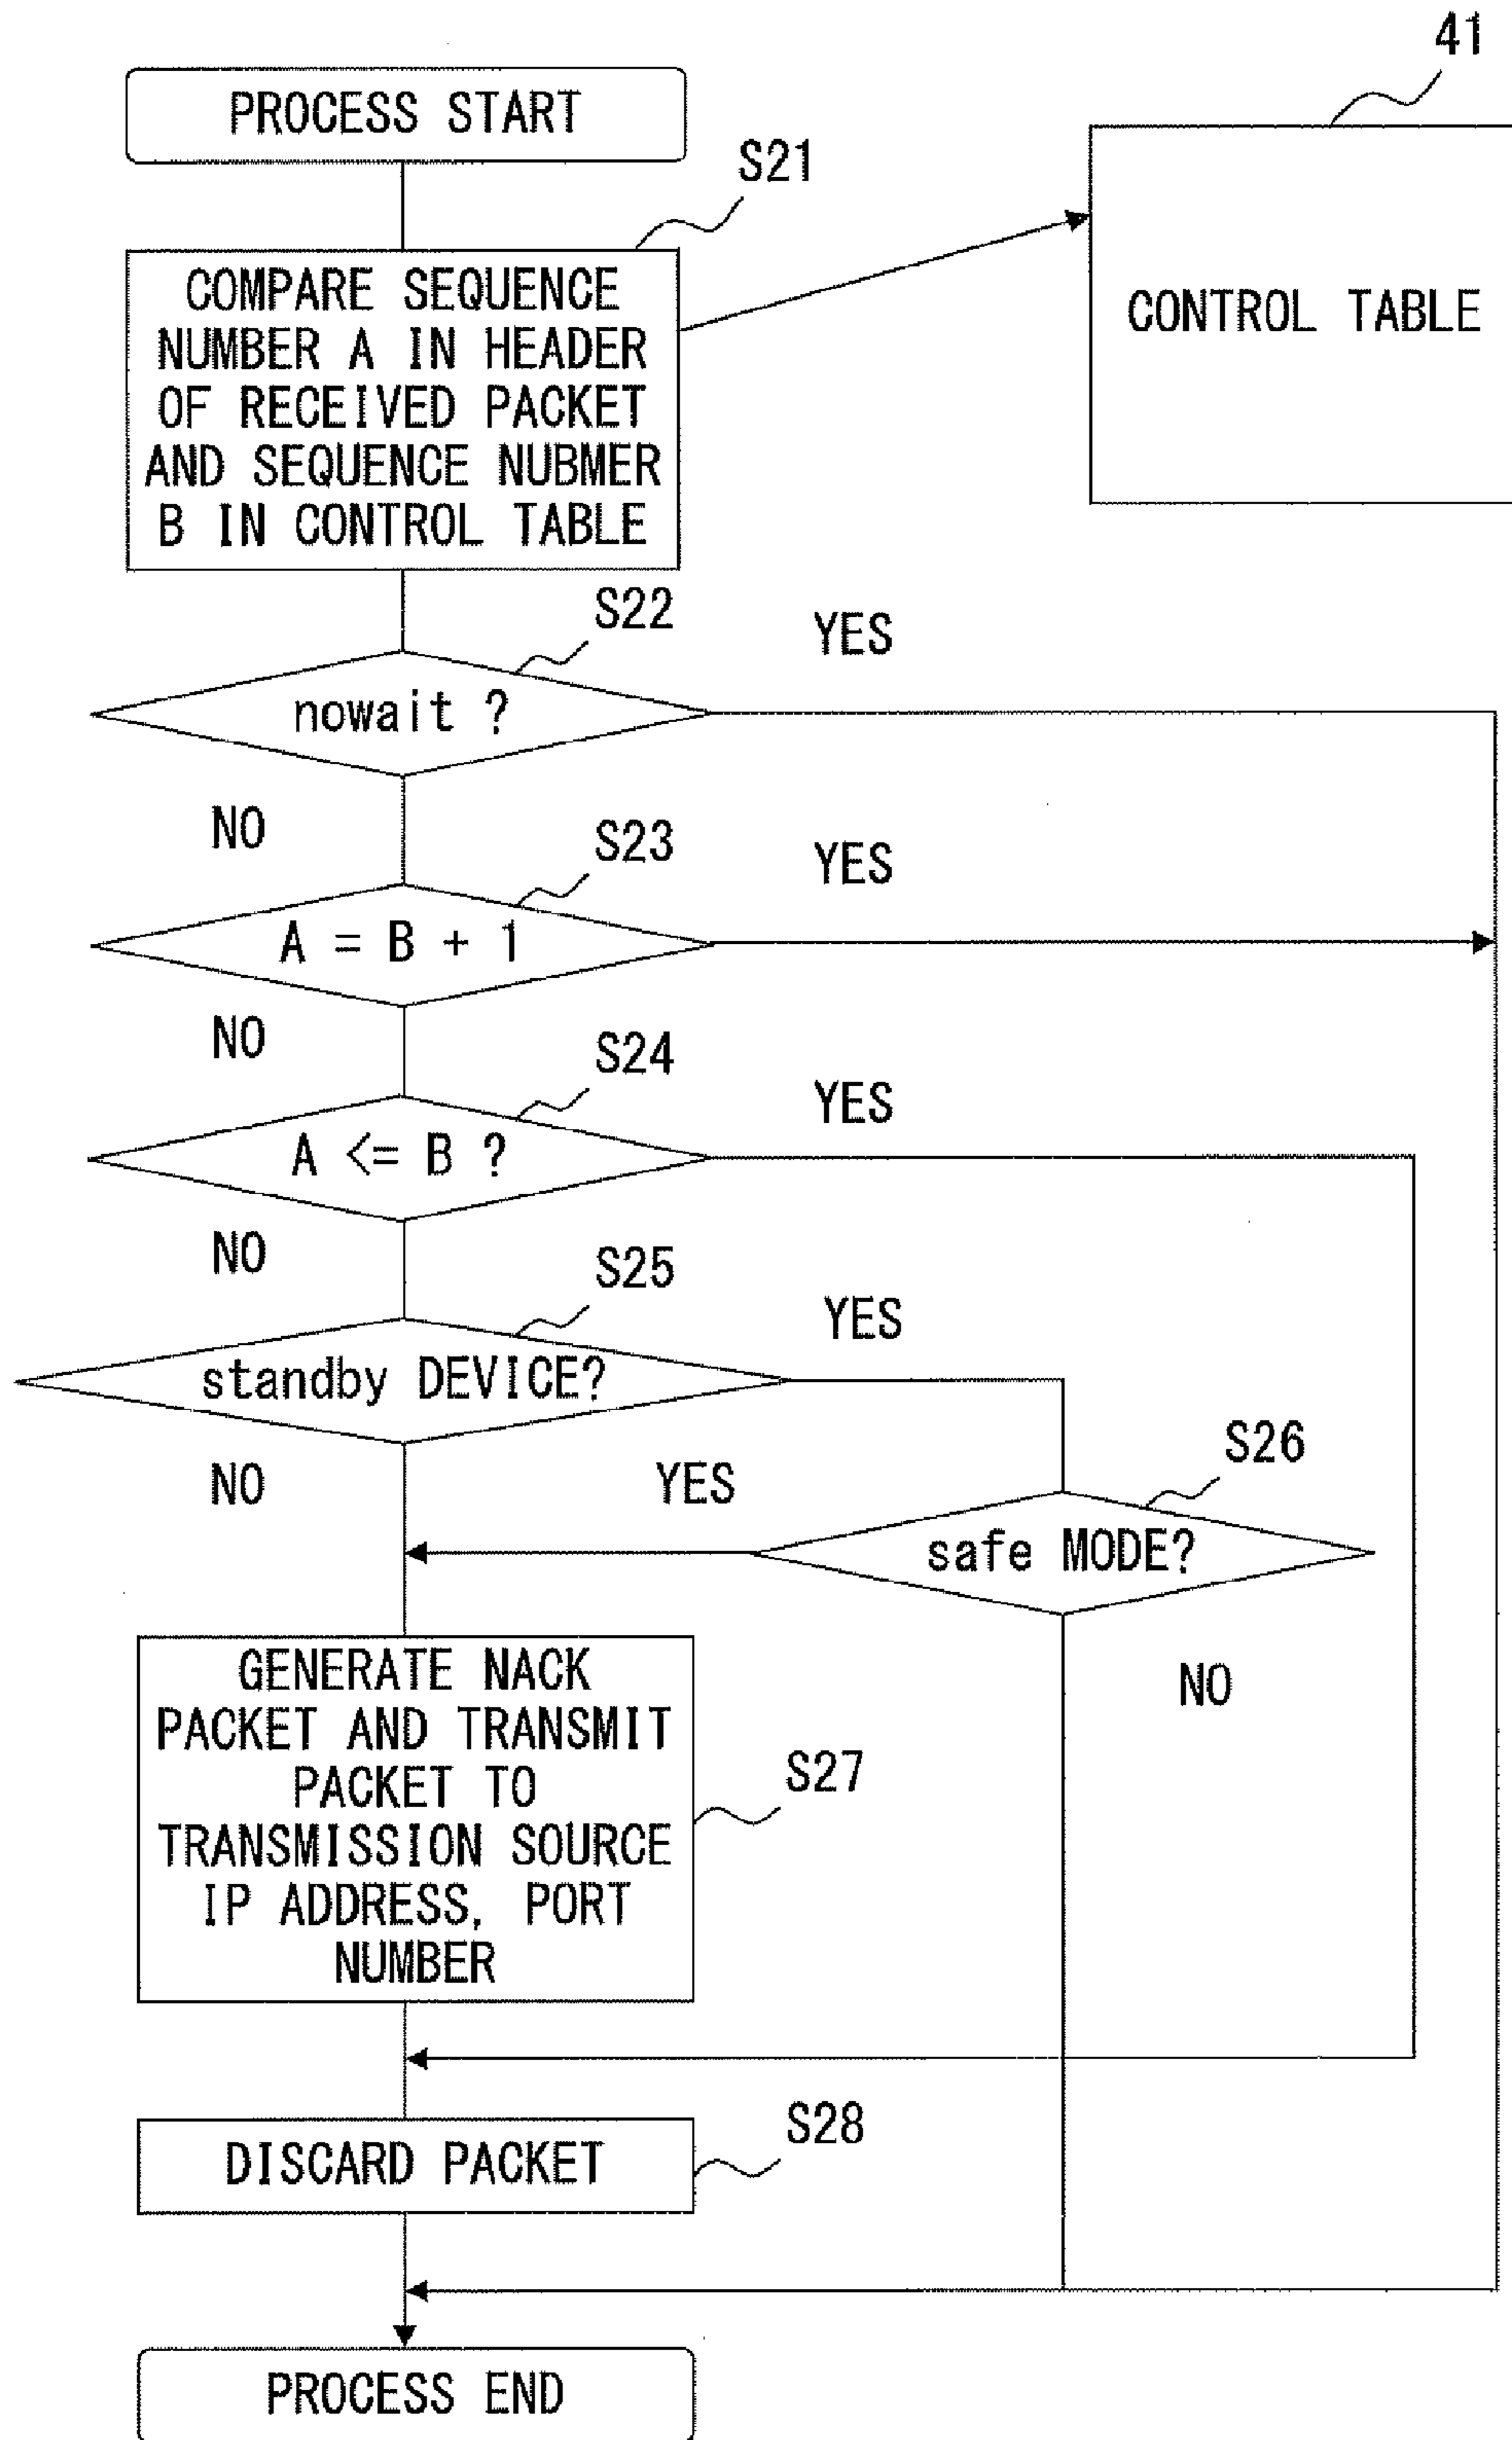 41
PROCESS START
S21
COMPARE SEQUENCE
NUMBER A IN HEADER
OF RECEIVED PACKET
AND SEQUENCE NUBMER
B IN CONTROL TABLE
CONTROL TABLE
S22
YES
nowait ?
NO
S23
YES
A = B + 1
NO
S24
YES
A <= B ?
NO
S25
YES
standby DEVICE?
NO
YES
S26
safe MODE?
NO
GENERATE NACK
PACKET AND TRANSMIT
PACKET TO
TRANSMISSION SOURCE
IP ADDRESS, PORT
NUMBER
S27
S28
DISCARD PACKET
PROCESS END